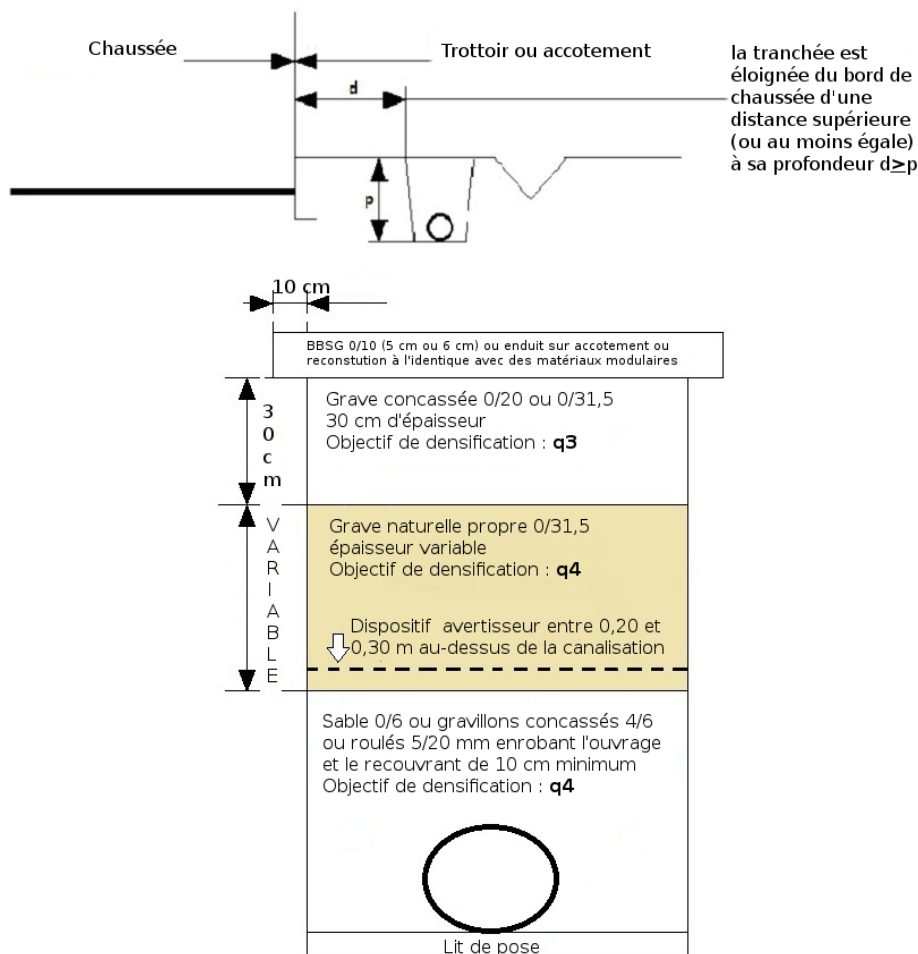 Chaussée
Trottoir ou accotement
la tranchée est
éloignée du bord de
chaussée d'une
distance supérieure
(ou au moins égale)
à sa profondeur d≥p
d
p
10 cm
BBSG 0/10 (5 cm ou 6 cm) ou enduit sur accotement ou
reconstution à l'identique avec des matériaux modulaires
30cm
Grave concassée 0/20 ou 0/31,5
30 cm d'épaisseur
Objectif de densification : q3
VARIABLE
Grave naturelle propre 0/31,5
épaisseur variable
Objectif de densification : q4
Dispositif avertisseur entre 0,20 et
0,30 m au-dessus de la canalisation
Sable 0/6 ou gravillons concassés 4/6
ou roulés 5/20 mm enrobant l'ouvrage
et le recouvrant de 10 cm minimum
Objectif de densification : q4
Lit de pose